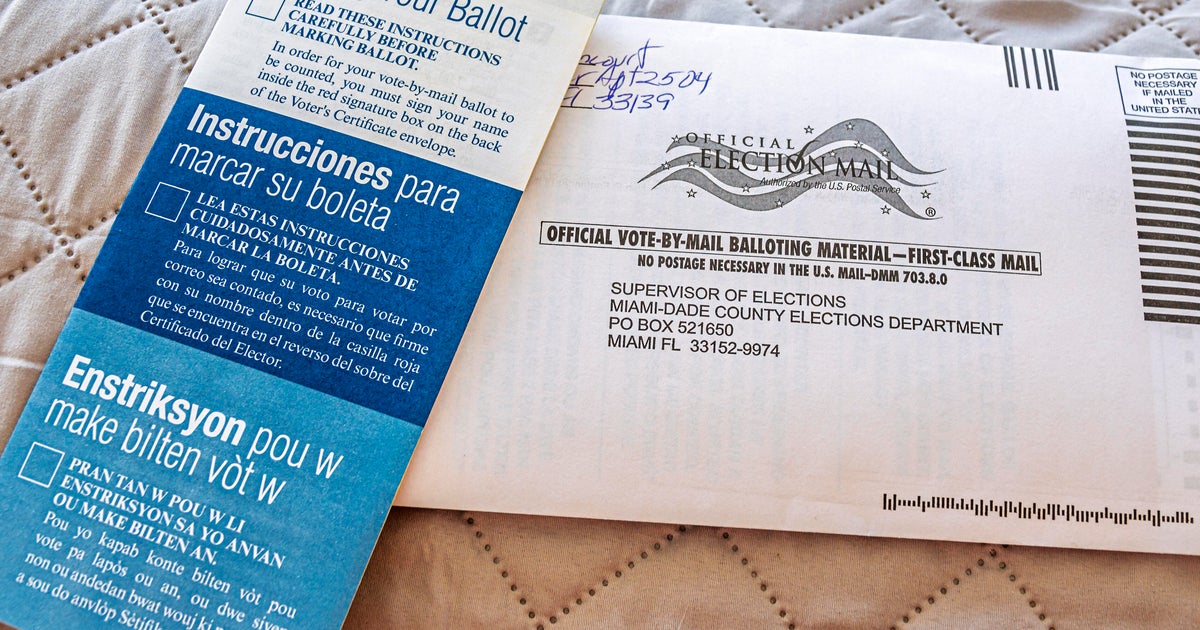 our Ballot
READ THESE INSTRUCTIONS
CAREFULLY BEFORE
MARKING BALLOT.
In order for your vote-by-mail ballot to
be counted, you must sign your name
inside the red signature box on the back
of the Voter's Certificate envelope.
Instrucciones para
marcar su boleta
LEA ESTAS INSTRUCCIONES
CUIDADOSAMENTE ANTES DE
MARCAR LA BOLETA.
Para lograr que su voto para votar por
correo sea contado, es necesario que firme
con su nombre dentro de la casilla roja
que se encuentra en el reverso del sobre del
Certificado del Elector.
Enstriksyon pou w
make bilten vòt w
PRAN TAN W POU W LI
ENSTRIKSYON SA YO ANVAN
OU MAKE BILTEN AN.
Pou yo kapab konte bilten vòt pou
vote pa lapòs ou an, ou dwe siyen
non ou andedan bwat wouj ki
a sou do anvlòp
Apt 2504
FL 33139
OFFICIAL
ELECTION MAIL
Authorized by the U.S. Postal Service
®
NO POSTAGE
NECESSARY
IF MAILED
IN THE
UNITED STATE
OFFICIAL VOTE-BY-MAIL BALLOTING MATERIAL—FIRST-CLASS MAIL
NO POSTAGE NECESSARY IN THE U.S. MAIL–DMM 703.8.0
SUPERVISOR OF ELECTIONS
MIAMI-DADE COUNTY ELECTIONS DEPARTMENT
PO BOX 521650
MIAMI FL 33152-9974